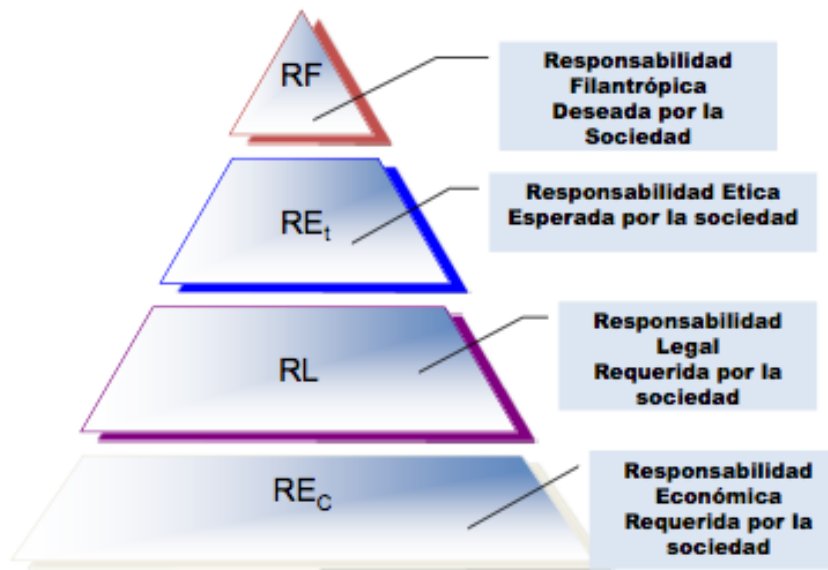 RF
Responsabilidad
Filantrópica
Deseada por la
Sociedad
REt
Responsabilidad Etica
Esperada por la sociedad
RL
Responsabilidad
Legal
Requerida por la
sociedad
REC
Responsabilidad
Económica
Requerida por la
sociedad